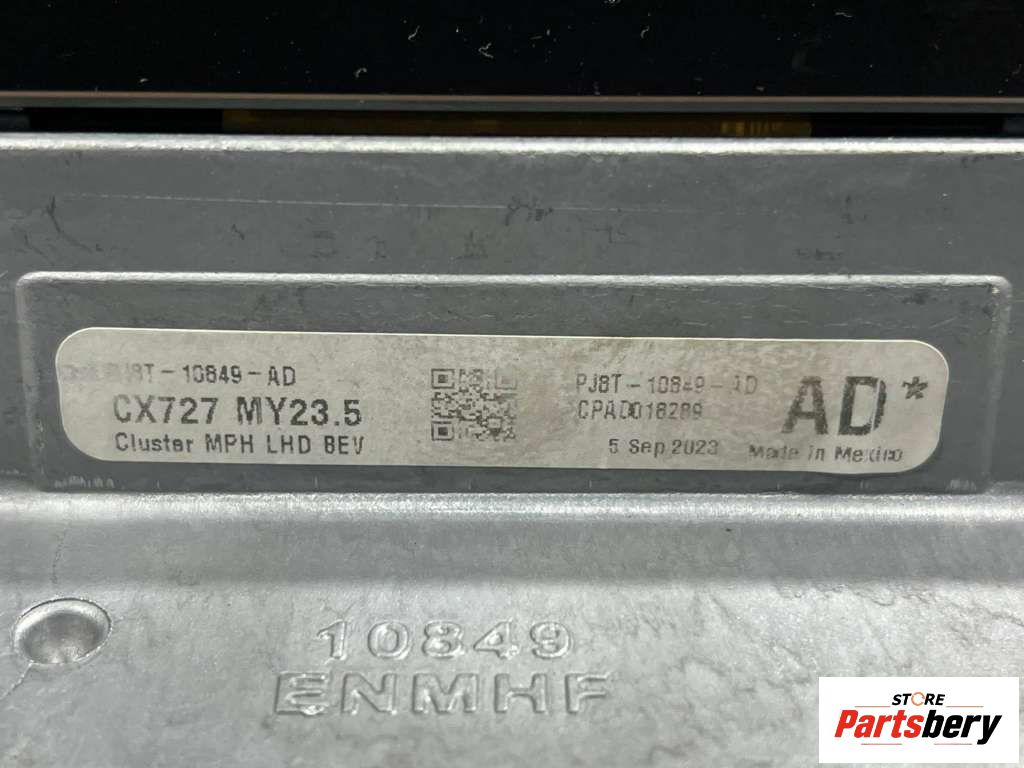 PJ8T-10849-AD
CX727 MY23.5
Cluster MPH LHD BEV
PJ8T-10849-AD
CPAD018289
5 Sep 2023
AD*
Made in Mexico
10849
ENMHF
STORE
Partsbery